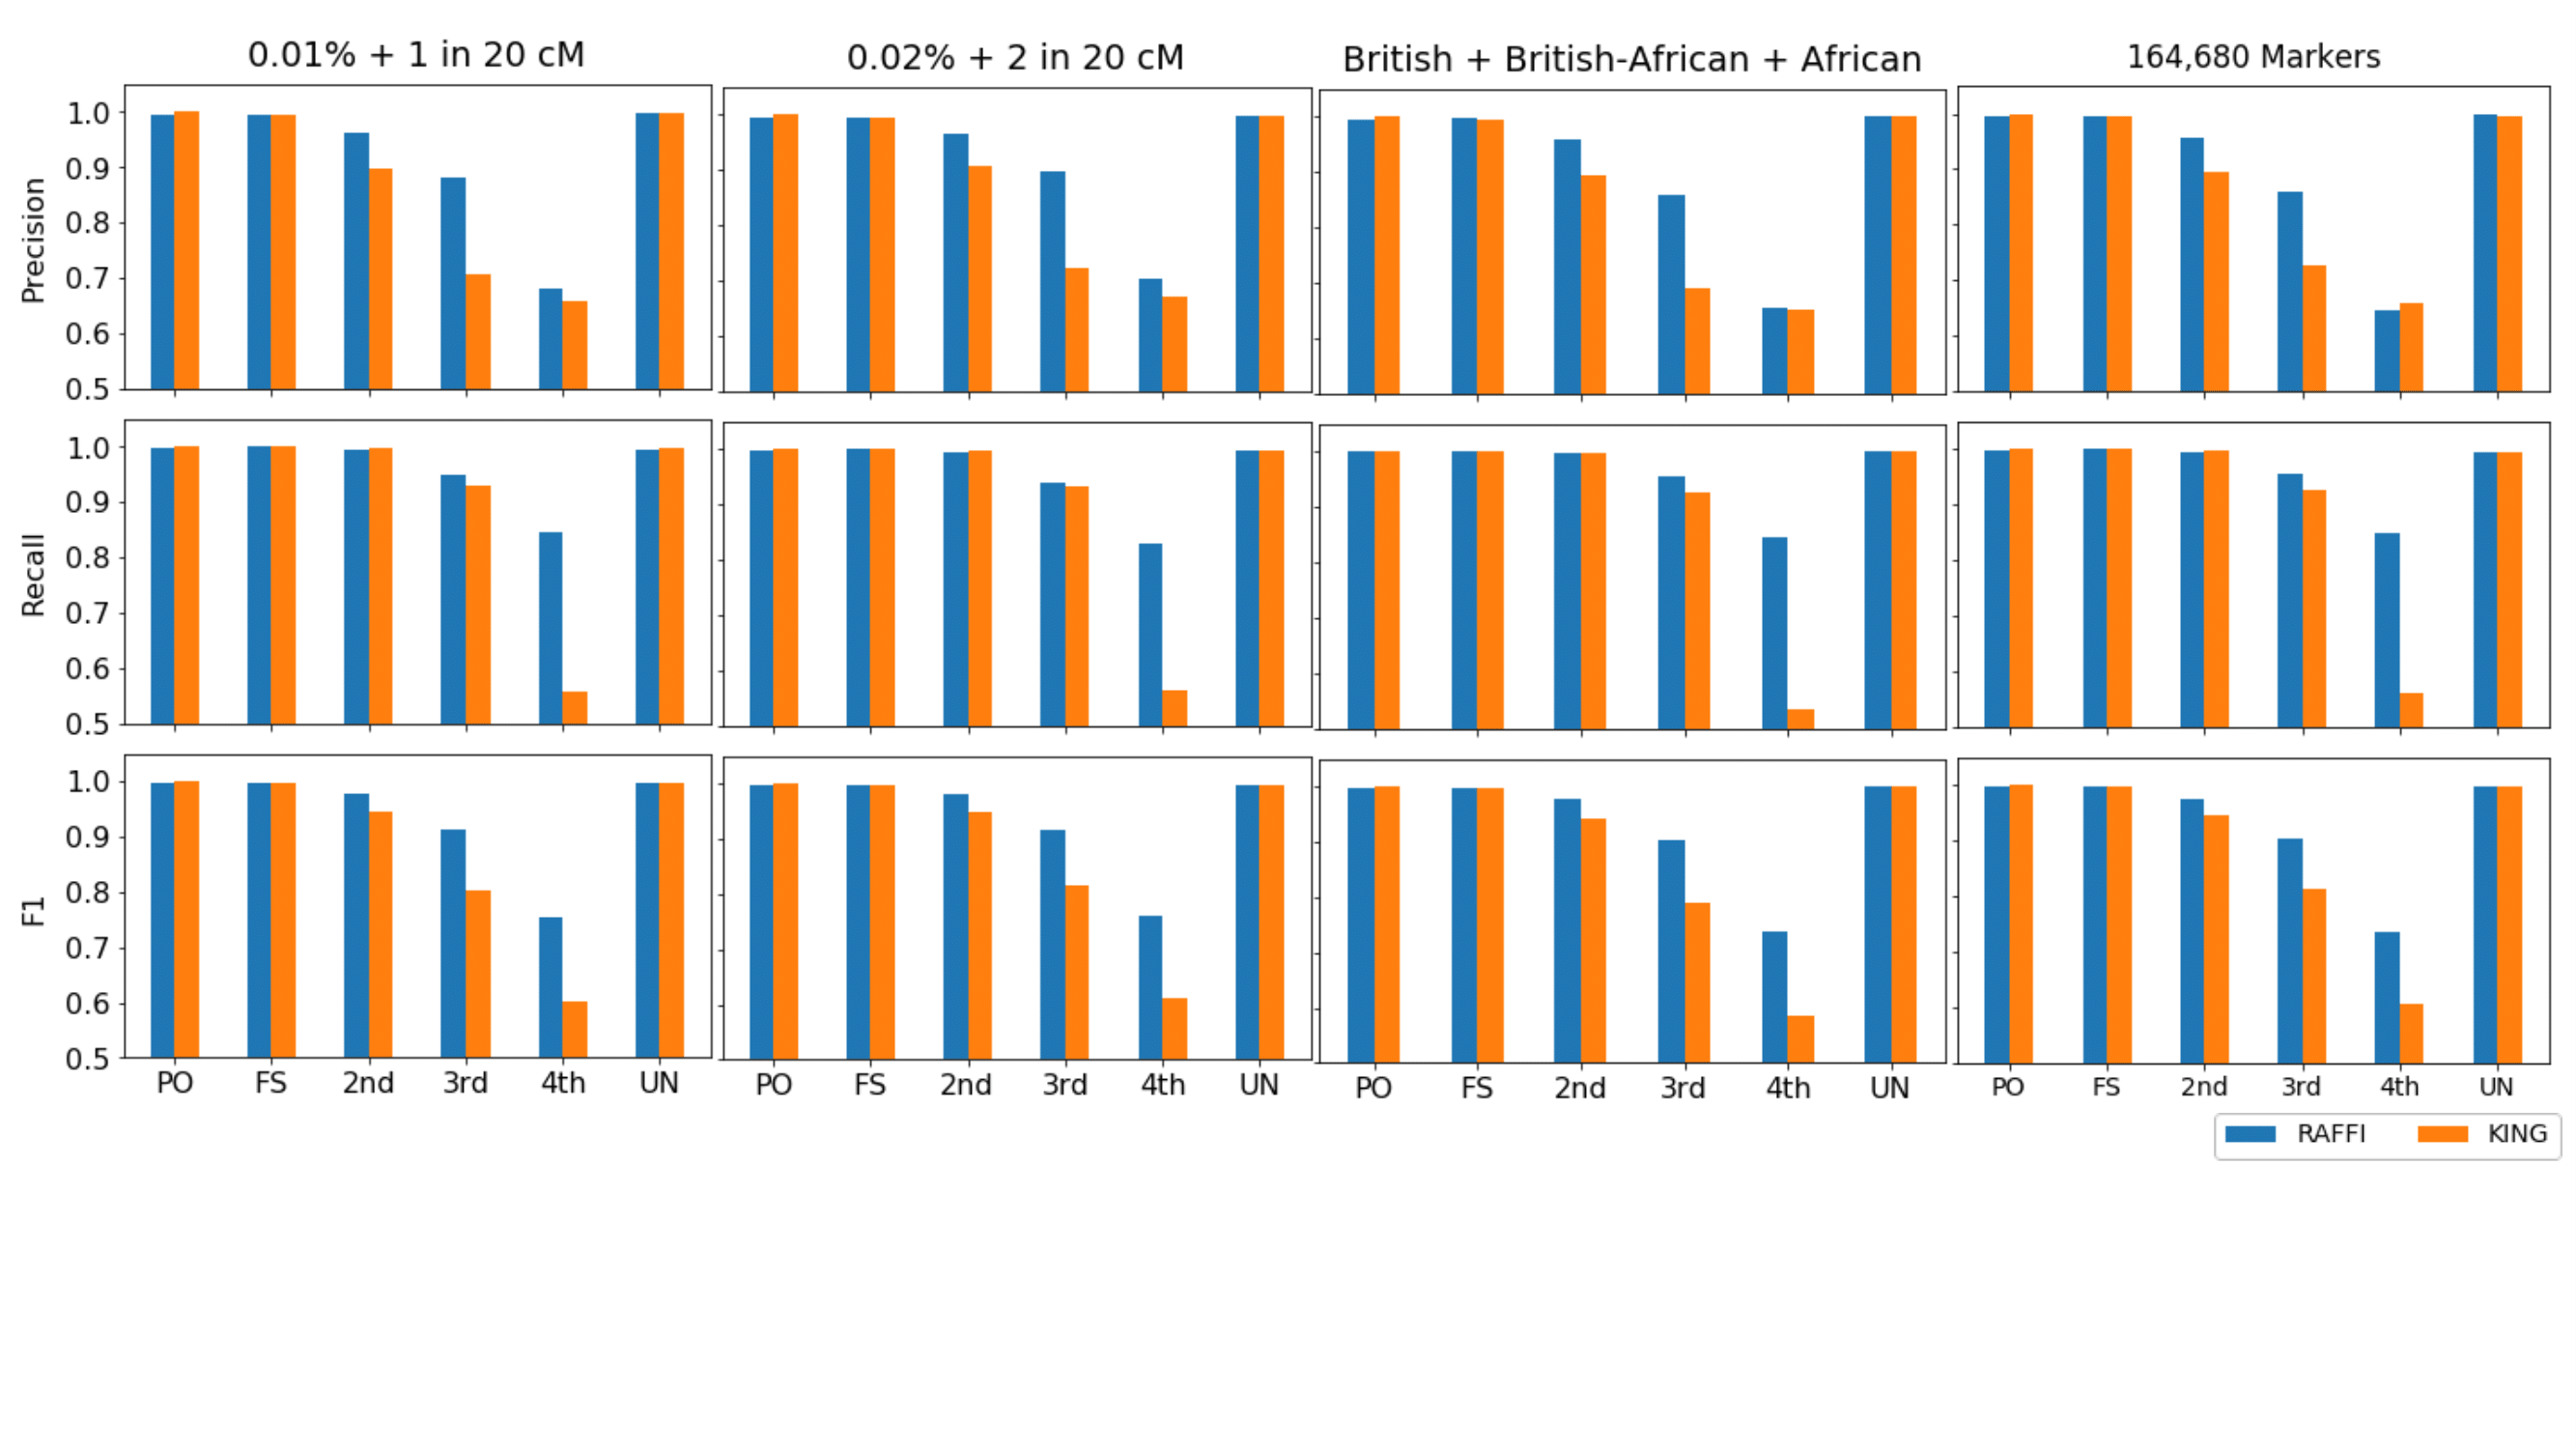 0.01% + 1 in 20 cM
0.02% + 2 in 20 cM
British + British-African + African
164,680 Markers
Precision
1.0
0.9
0.8
0.7
0.6
0.5
Recall
1.0
0.9
0.8
0.7
0.6
0.5
F1
1.0
0.9
0.8
0.7
0.6
0.5
PO FS 2nd 3rd 4th UN
PO FS 2nd 3rd 4th UN
PO FS 2nd 3rd 4th UN
PO FS 2nd 3rd 4th UN
RAFFI KING